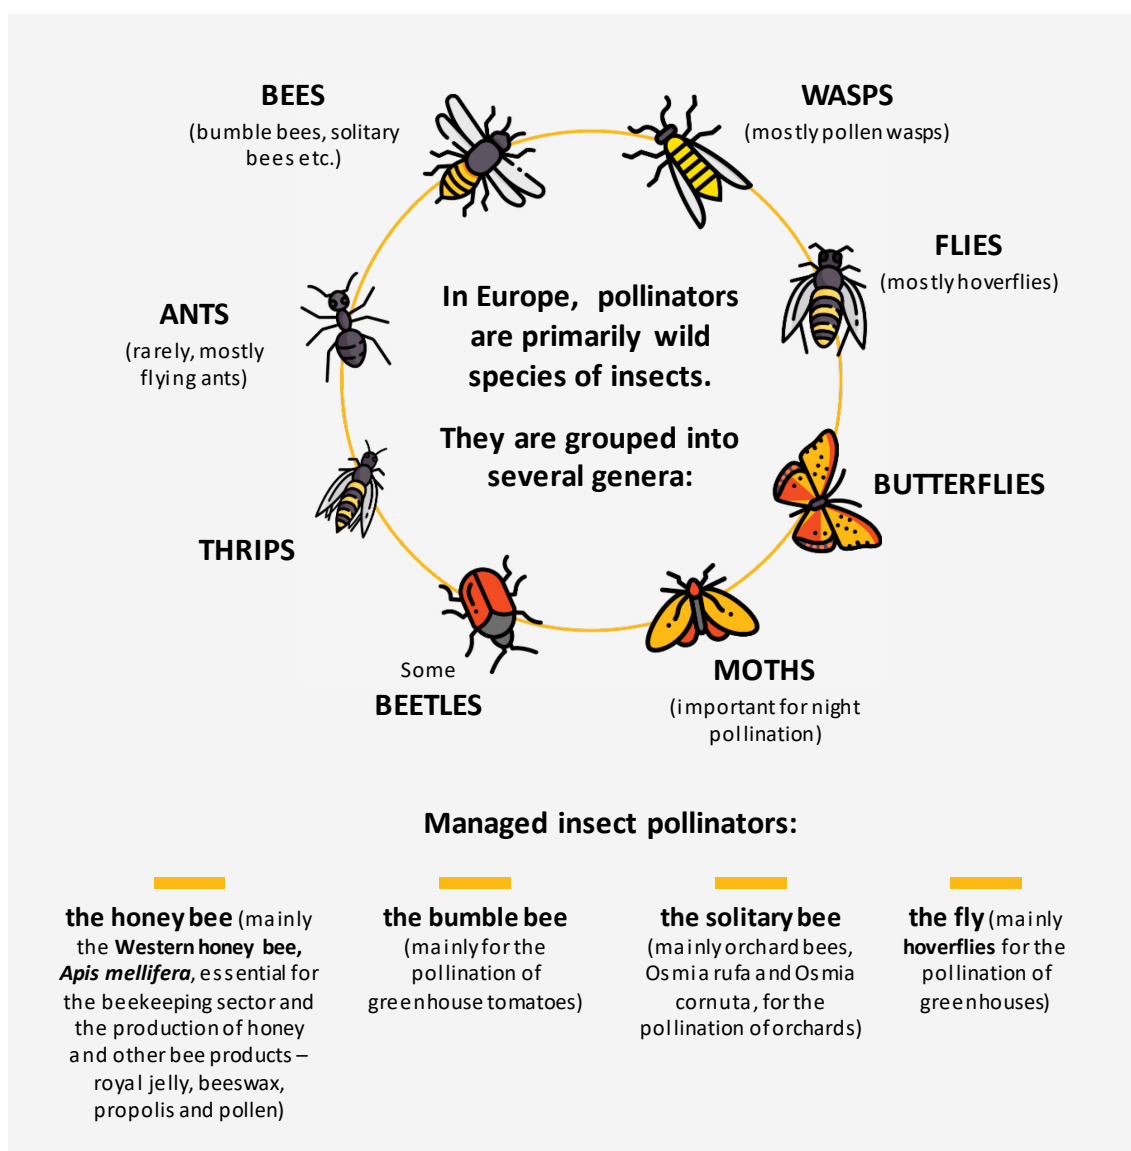 BEES
(bumble bees, solitary
bees etc.)
WASPS
(mostly pollen wasps)
FLIES
(mostly hoverflies)
ANTS
(rarely, mostly
flying ants)
In Europe, pollinators
are primarily wild
species of insects.
They are grouped into
several genera:
BUTTERFLIES
THRIPS
Some
BEETLES
MOTHS
(important for night
pollination)
Managed insect pollinators:
the honey bee (mainly
the Western honey bee,
Apis mellifera, essential for
the beekeeping sector and
the production of honey
and other bee products –
royal jelly, beeswax,
propolis and pollen)
the bumble bee
(mainly for the
pollination of
greenhouse tomatoes)
the solitary bee
(mainly orchard bees,
Osmia rufa and Osmia
cornuta, for the
pollination of orchards)
the fly (mainly
hoverflies for the
pollination of
greenhouses)